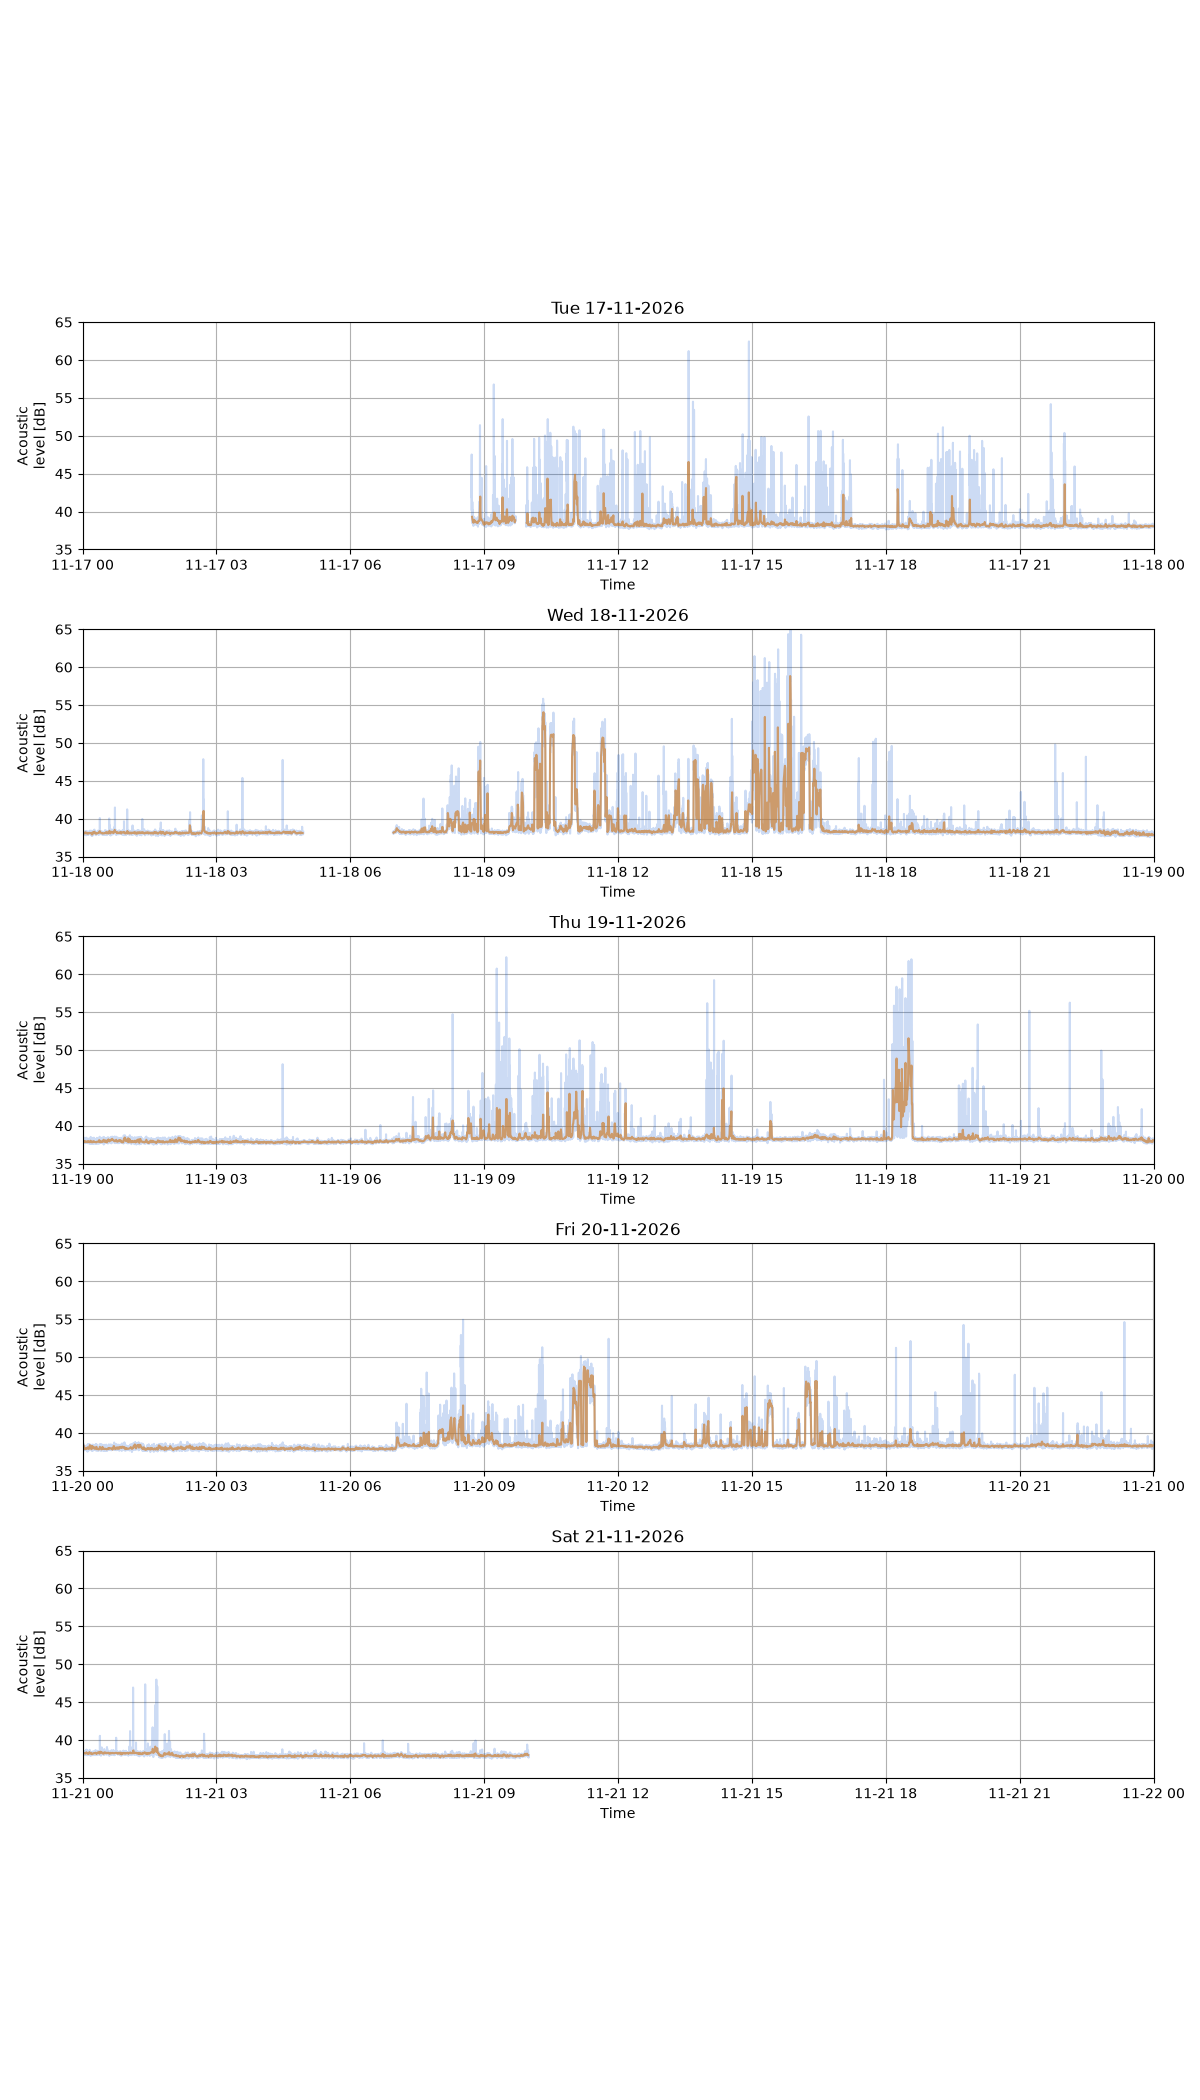 Tue 17-11-2026
65
60
55
50
45
40
35
Acoustic
level [dB]
11-17 00 11-17 03 11-17 06 11-17 09 11-17 12 11-17 15 11-17 18 11-17 21 11-18 00
Time
Wed 18-11-2026
65
60
55
50
45
40
35
Acoustic
level [dB]
11-18 00 11-18 03 11-18 06 11-18 09 11-18 12 11-18 15 11-18 18 11-18 21 11-19 00
Time
Thu 19-11-2026
65
60
55
50
45
40
35
Acoustic
level [dB]
11-19 00 11-19 03 11-19 06 11-19 09 11-19 12 11-19 15 11-19 18 11-19 21 11-20 00
Time
Fri 20-11-2026
65
60
55
50
45
40
35
Acoustic
level [dB]
11-20 00 11-20 03 11-20 06 11-20 09 11-20 12 11-20 15 11-20 18 11-20 21 11-21 00
Time
Sat 21-11-2026
65
60
55
50
45
40
35
Acoustic
level [dB]
11-21 00 11-21 03 11-21 06 11-21 09 11-21 12 11-21 15 11-21 18 11-21 21 11-22 00
Time